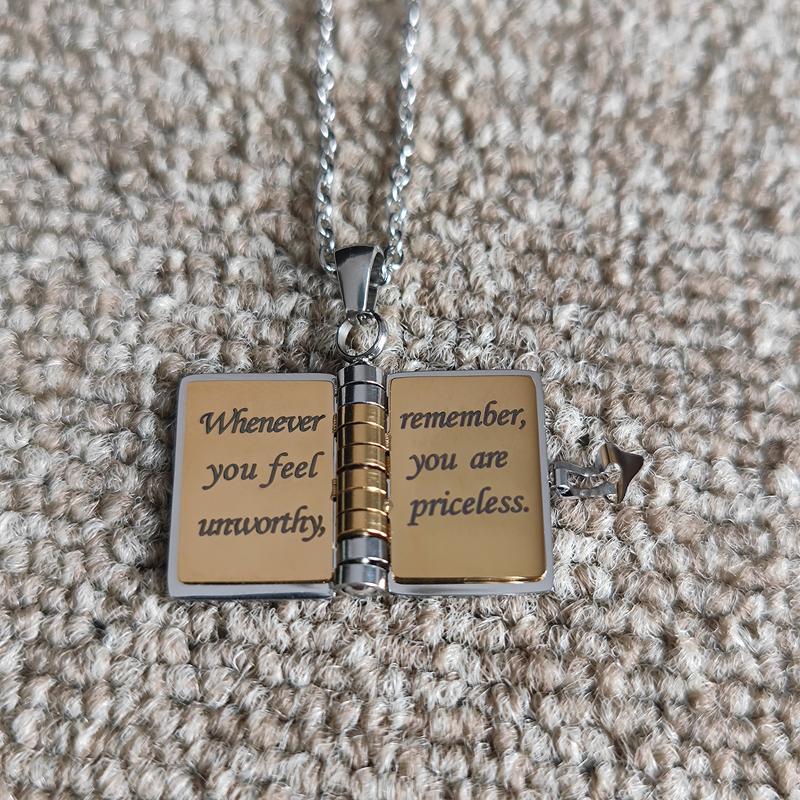 Whenever
you feel
unworthy,
remember,
you are
priceless.